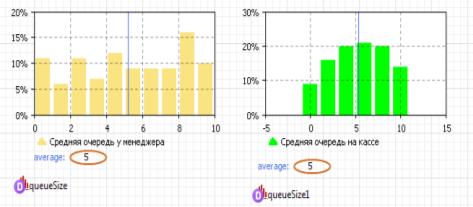 20%
15%
10%
5%
0%
0 2 4 6 8 10
Средняя очередь у менеджера
average: 5
queueSize
30%
20%
10%
0%
-5 0 5 10 15
Средняя очередь на кассе
average: 5
queueSize1